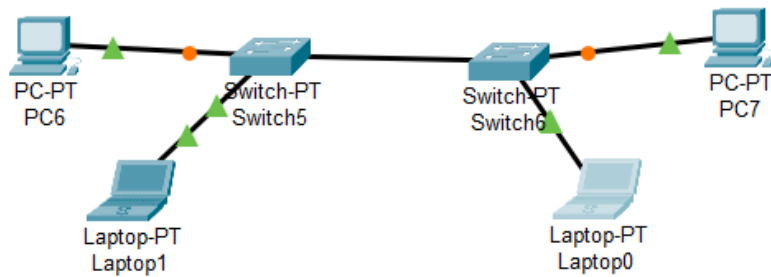 PC-PT
PC6
Switch-PT
Switch5
Switch-PT
Switch6
PC-PT
PC7
Laptop-PT
Laptop1
Laptop-PT
Laptop0